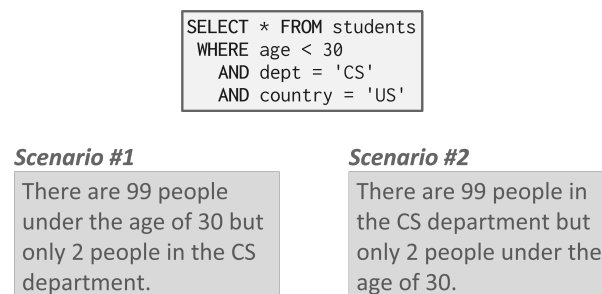 SELECT * FROM students
WHERE age < 30
AND dept = 'CS'
AND country = 'US'
Scenario #1
There are 99 people
under the age of 30 but
only 2 people in the CS
department.
Scenario #2
There are 99 people in
the CS department but
only 2 people under the
age of 30.